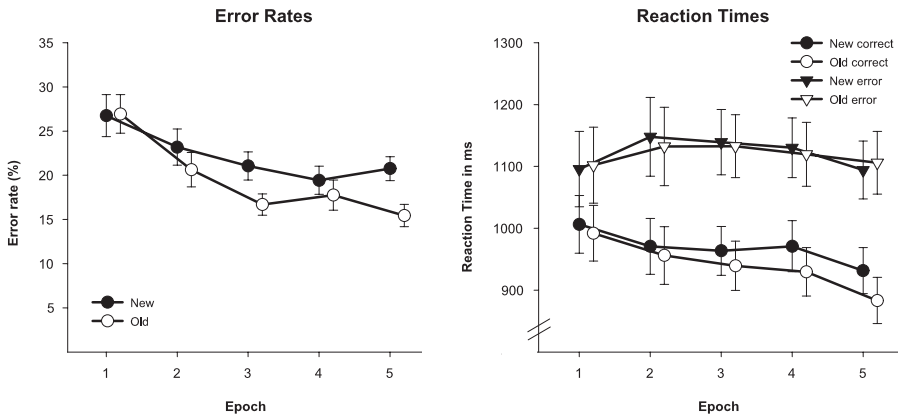 Error Rates
35
30
25
20
15
10
5
Error rate (%)
New
Old
1 2 3 4 5
Epoch
Reaction Times
1300
1200
1100
1000
900
Reaction Time in ms
New correct
Old correct
New error
Old error
1 2 3 4 5
Epoch